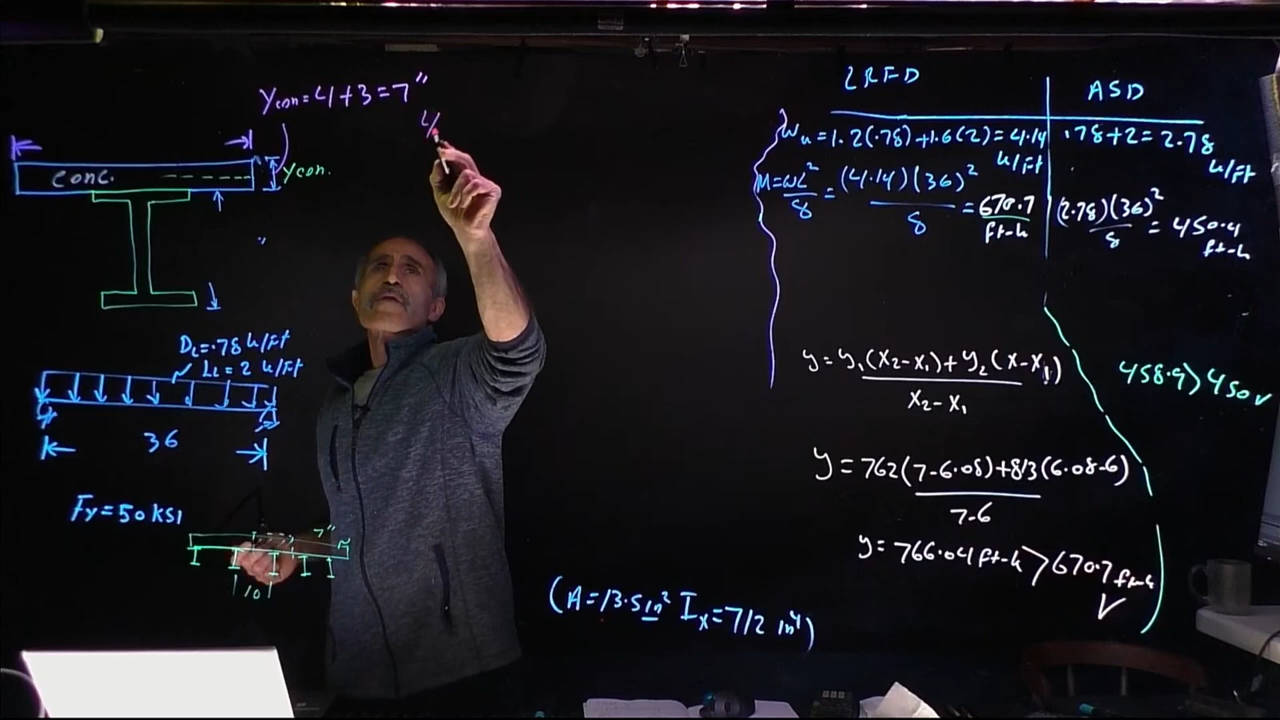 Ycon = 4+3=7"
4/
Conc.
Ycon.
"
DL=.78 k/ft
LL= 2 k/ft
36
Fy=50 ksi
7"
10
(A=13.5 in² Ix=712 in⁴)
LRFD
ASD
Wu=1.2(.78)+1.6(2)=4.14 k/ft
.78+2=2.78 k/ft
M=wL²/8=(4.14)(36)²/8=670.7 ft-k
(2.78)(36)²/8=450.4 ft-k
y=y₁(x₂-x₁)+y₂(x-x₁)
x₂-x₁
458.9>450✓
y=762(7-6.08)+813(6.08-6)
7-6
y=766.04 ft-k>670.7 ft-k
✓